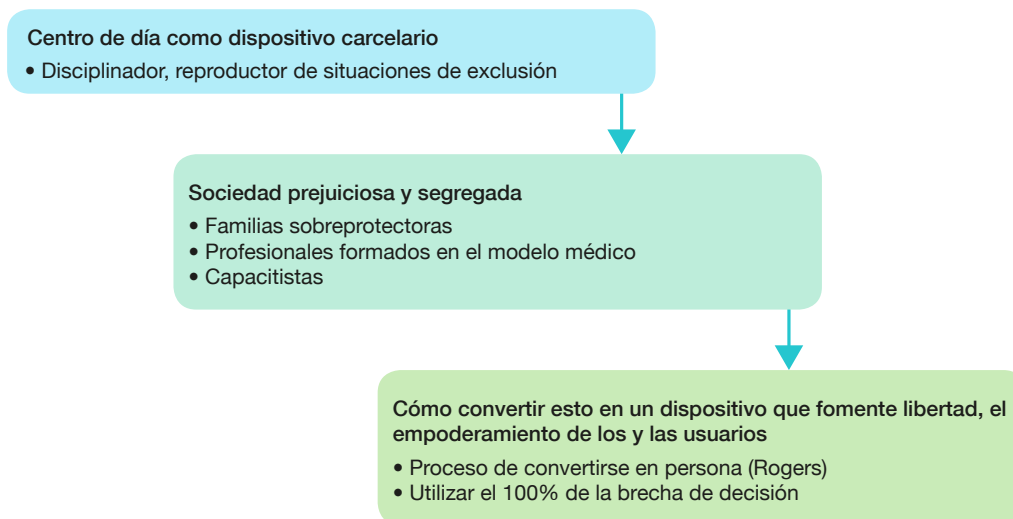 Centro de día como dispositivo carcelario
• Disciplinador, reproductor de situaciones de exclusión
Sociedad prejuiciosa y segregada
• Familias sobreprotectoras
• Profesionales formados en el modelo médico
• Capacitistas
Cómo convertir esto en un dispositivo que fomente libertad, el
empoderamiento de los y las usuarios
• Proceso de convertirse en persona (Rogers)
• Utilizar el 100% de la brecha de decisión